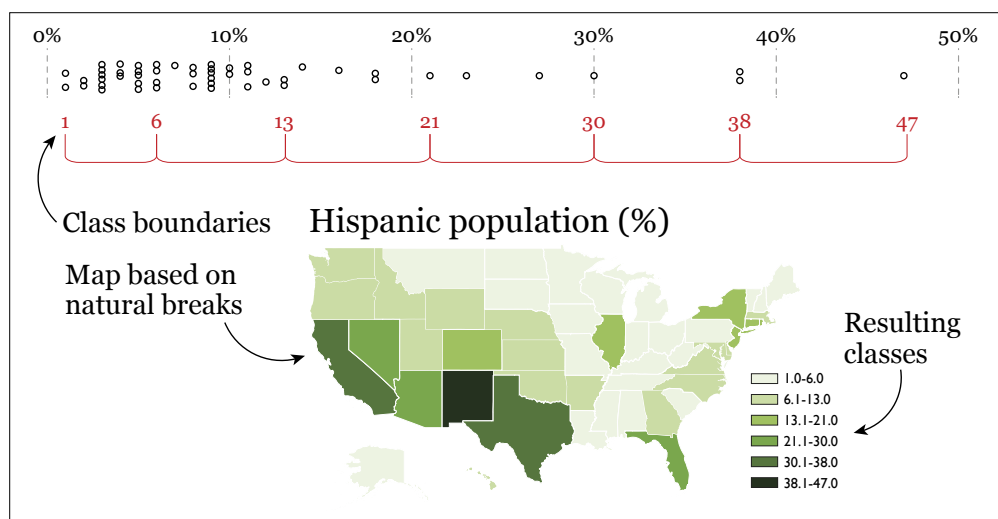 0% 10% 20% 30% 40% 50%
1 6 13 21 30 38 47
Class boundaries
Hispanic population (%)
Map based on
natural breaks
Resulting
classes
1.0-6.0
6.1-13.0
13.1-21.0
21.1-30.0
30.1-38.0
38.1-47.0